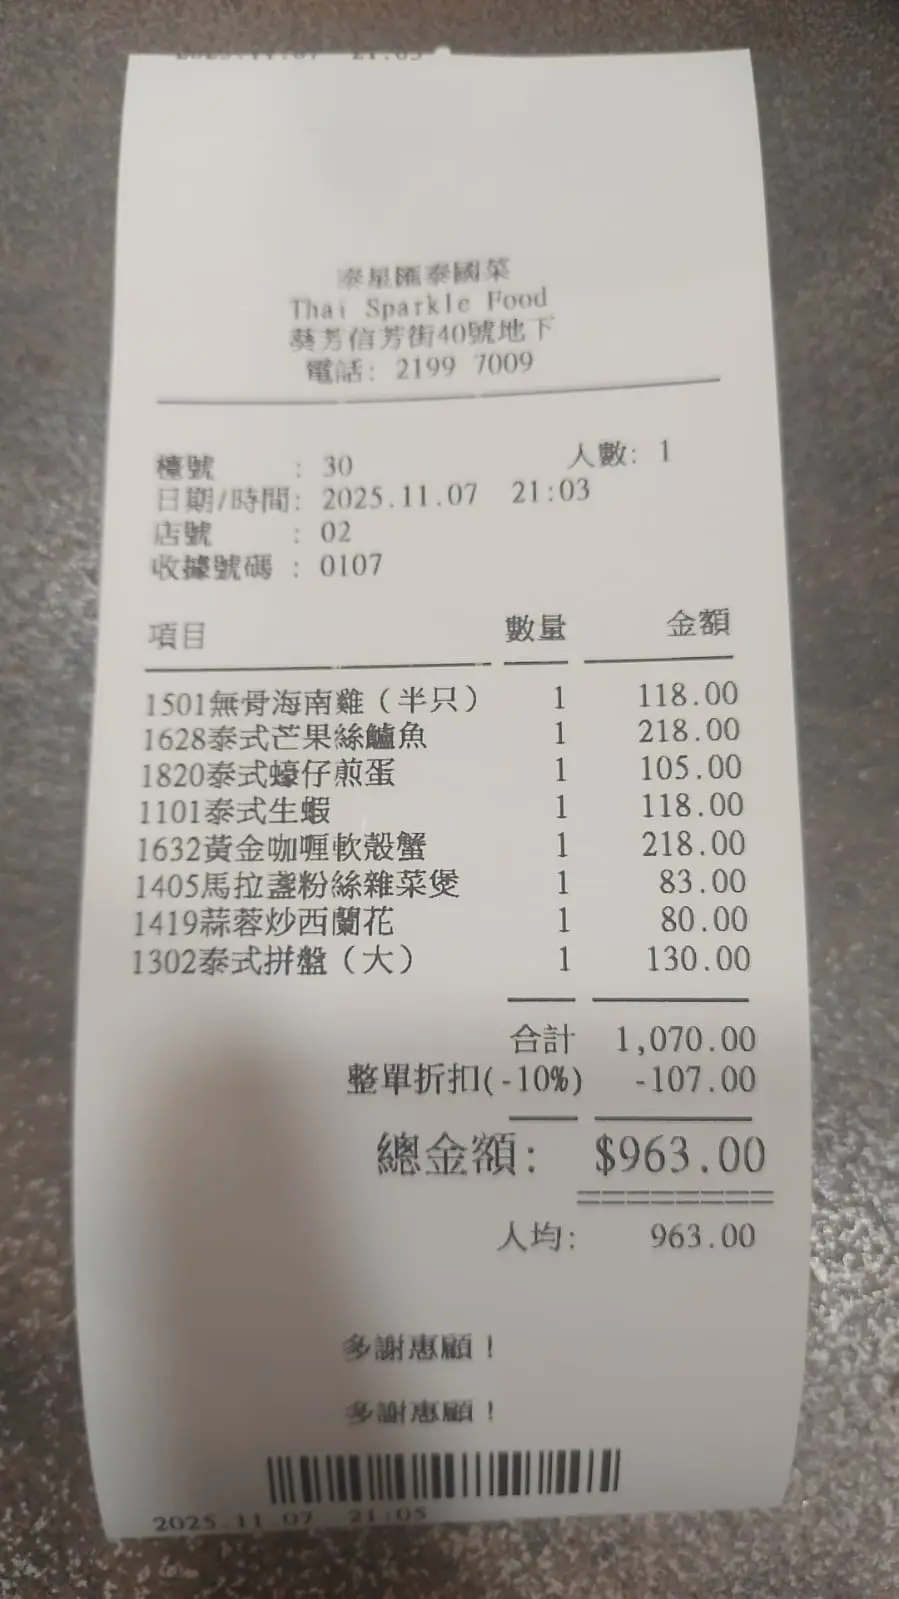 泰星匯泰國菜
Thai Sparkle Food
葵芳信芳街40號地下
電話: 2199 7009
檯號 : 30 人數: 1
日期/時間: 2025.11.07 21:03
店號 : 02
收據號碼 : 0107
項目 數量 金額
1501無骨海南雞（半只） 1 118.00
1628泰式芒果絲鱸魚 1 218.00
1820泰式蠔仔煎蛋 1 105.00
1101泰式生蝦 1 118.00
1632黃金咖喱軟殼蟹 1 218.00
1405馬拉盞粉絲雜菜煲 1 83.00
1419蒜蓉炒西蘭花 1 80.00
1302泰式拼盤（大） 1 130.00
合計 1,070.00
整單折扣(-10%) -107.00
總金額: $963.00
人均: 963.00
多謝惠顧！
多謝惠顧！
2025.11.07 21:05